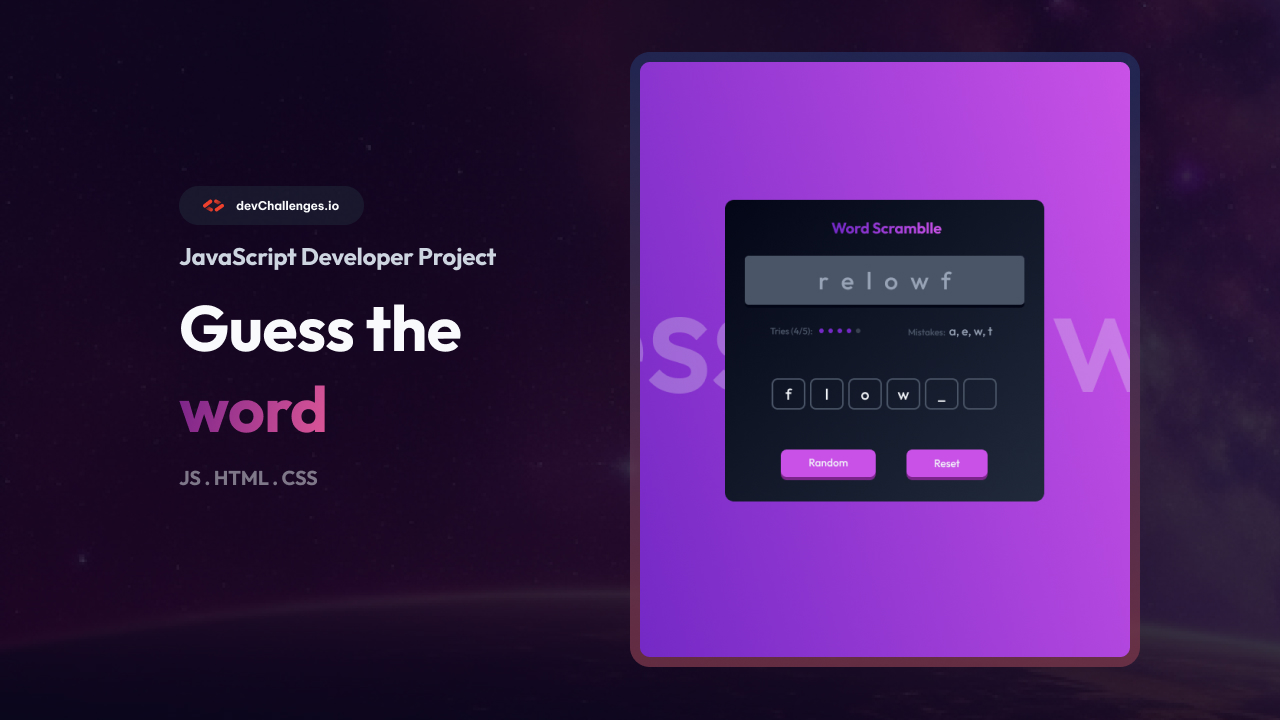 devChallenges.io
JavaScript Developer Project
Guess the
word
JS . HTML . CSS
Word Scramblle
r e l o w f
Tries (4/5):
Mistakes: a, e, w, t
f l o w _
Random
Reset